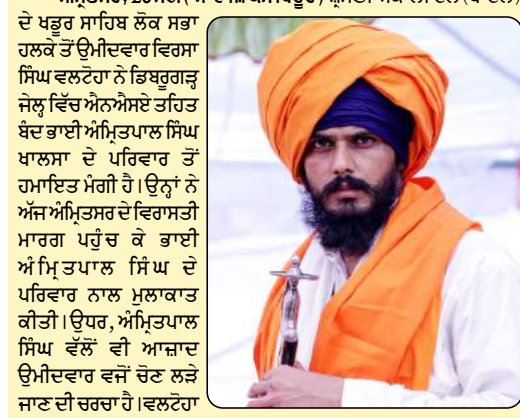 ਦੇ ਖਡੂਰ ਸਾਹਿਬ ਲੋਕ ਸਭਾ
ਹਲਕੇ ਤੋਂ ਉਮੀਦਵਾਰ ਵਿਰਸਾ
ਸਿੰਘ ਵਲਟੋਹਾ ਨੇ ਡਿਬਰੂਗੜ੍ਹ
ਜੇਲ੍ਹ ਵਿੱਚ ਐਨਐਸਏ ਤਹਿਤ
ਬੰਦ ਭਾਈ ਅੰਮ੍ਰਿਤਪਾਲ ਸਿੰਘ
ਖਾਲਸਾ ਦੇ ਪਰਿਵਾਰ ਤੋਂ
ਹਮਾਇਤ ਮੰਗੀ ਹੈ। ਉਨ੍ਹਾਂ ਨੇ
ਅੱਜ ਅੰਮ੍ਰਿਤਸਰ ਦੇ ਵਿਰਾਸਤੀ
ਮਾਰਗ ਪਹੁੰਚ ਕੇ ਭਾਈ
ਅੰਮ੍ਰਿਤਪਾਲ ਸਿੰਘ ਦੇ
ਪਰਿਵਾਰ ਨਾਲ ਮੁਲਾਕਾਤ
ਕੀਤੀ। ਉਧਰ, ਅੰਮ੍ਰਿਤਪਾਲ
ਸਿੰਘ ਵੱਲੋਂ ਵੀ ਆਜ਼ਾਦ
ਉਮੀਦਵਾਰ ਵਜੋਂ ਚੋਣ ਲੜੇ
ਜਾਣ ਦੀ ਚਰਚਾ ਹੈ। ਵਲਟੋਹਾ